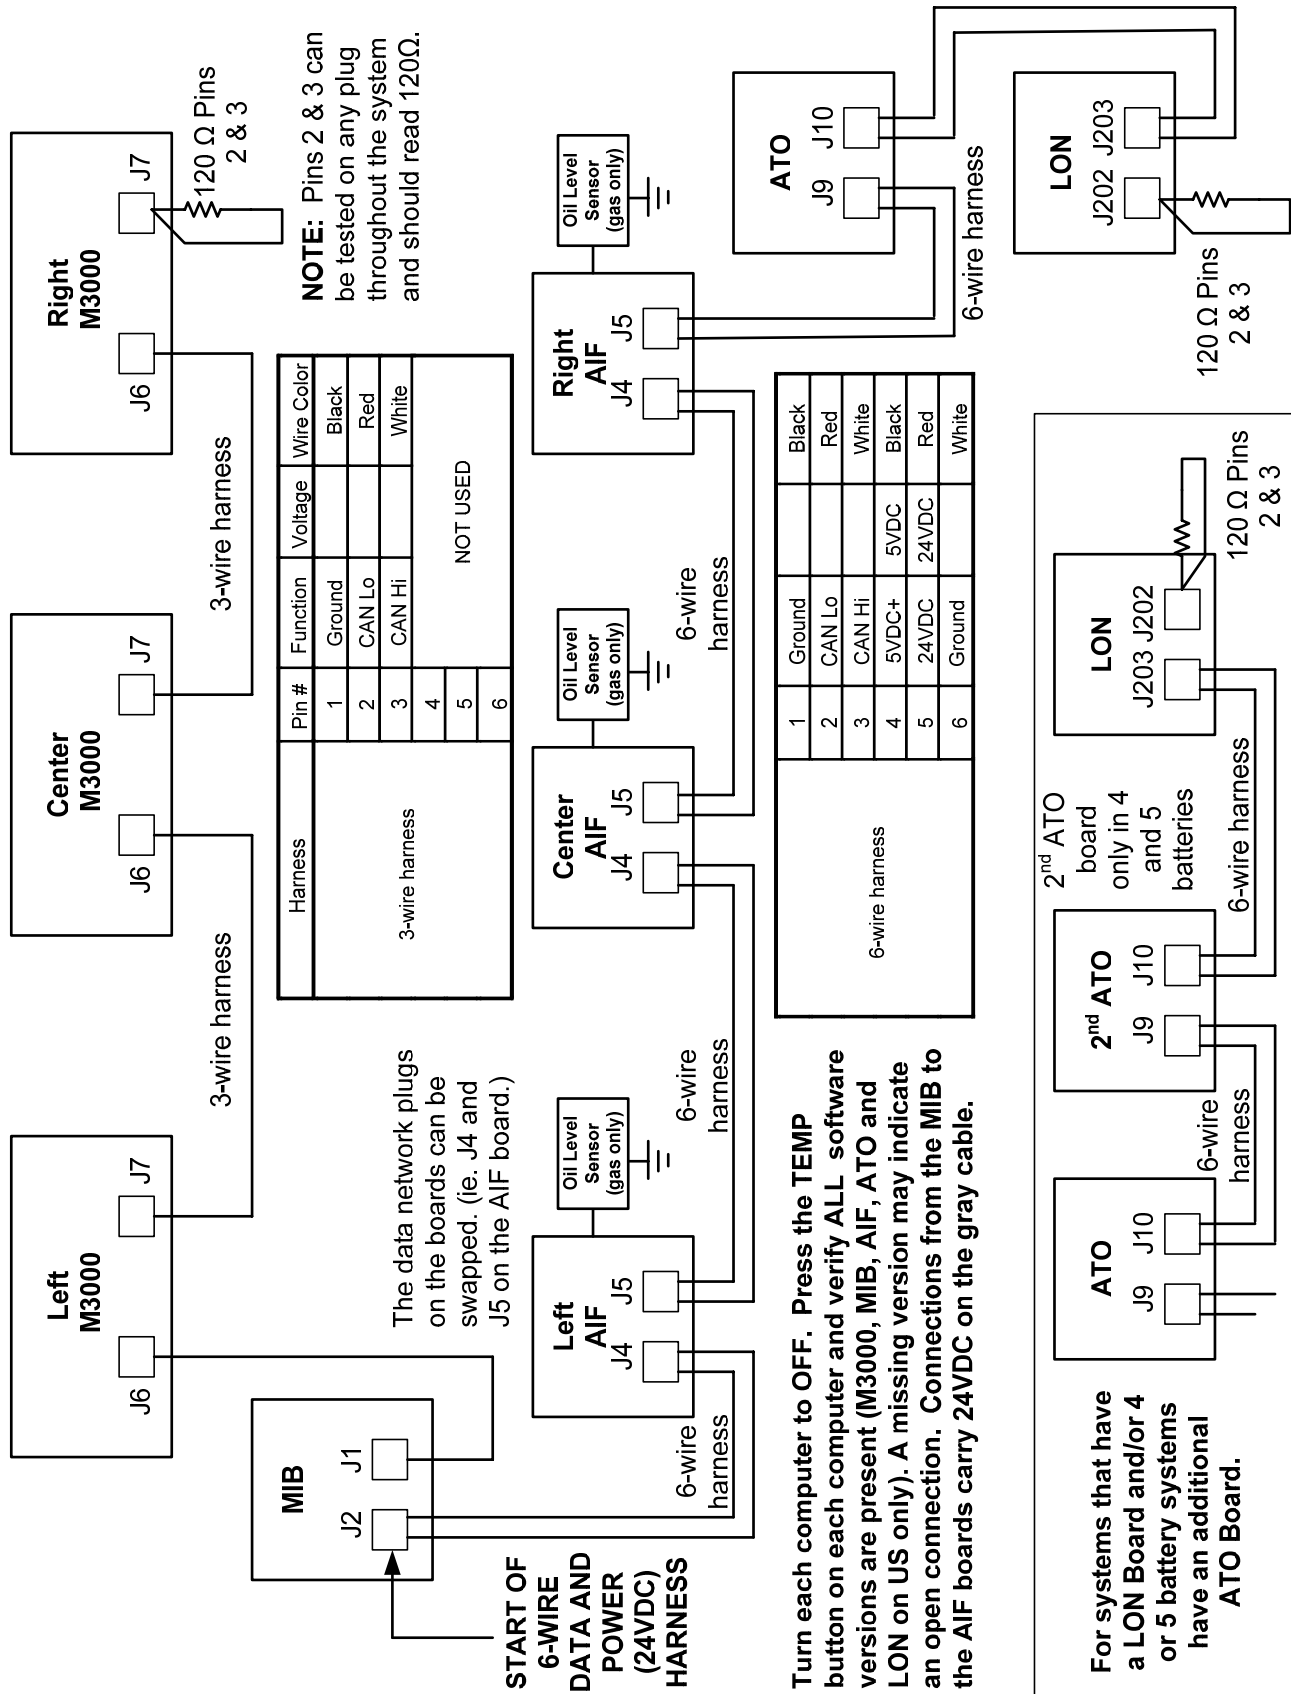 Left
M3000
J6
J7
Center
M3000
J6
J7
Right
M3000
J6
J7
3-wire harness
3-wire harness
120 Ω Pins
2 & 3
MIB
J2
J1
START OF
6-WIRE
DATA AND
POWER
(24VDC)
HARNESS
The data network plugs
on the boards can be
swapped. (ie. J4 and
J5 on the AIF board.)
Harness Pin # Function Voltage Wire Color
3-wire harness
1 Ground Black
2 CAN Lo Red
3 CAN Hi White
4
5
6
NOT USED
NOTE: Pins 2 & 3 can
be tested on any plug
throughout the system
and should read 120Ω.
Left
AIF
J4
J5
Oil Level
Sensor
(gas only)
6-wire
harness
Center
AIF
J4
J5
Oil Level
Sensor
(gas only)
6-wire
harness
Right
AIF
J4
J5
Oil Level
Sensor
(gas only)
6-wire
harness
ATO
J9
J10
6-wire harness
LON
J202
J203
120 Ω Pins
2 & 3
Turn each computer to OFF. Press the TEMP
button on each computer and verify ALL software
versions are present (M3000, MIB, AIF, ATO and
LON on US only). A missing version may indicate
an open connection. Connections from the MIB to
the AIF boards carry 24VDC on the gray cable.
6-wire harness
1 Ground Black
2 CAN Lo Red
3 CAN Hi White
4 5VDC+ 5VDC Black
5 24VDC 24VDC Red
6 Ground White
For systems that have
a LON Board and/or 4
or 5 battery systems
have an additional
ATO Board.
ATO
J9
J10
6-wire
harness
2nd ATO
J9
J10
2nd ATO
board
only in 4
and 5
batteries
6-wire harness
LON
J203
J202
120 Ω Pins
2 & 3